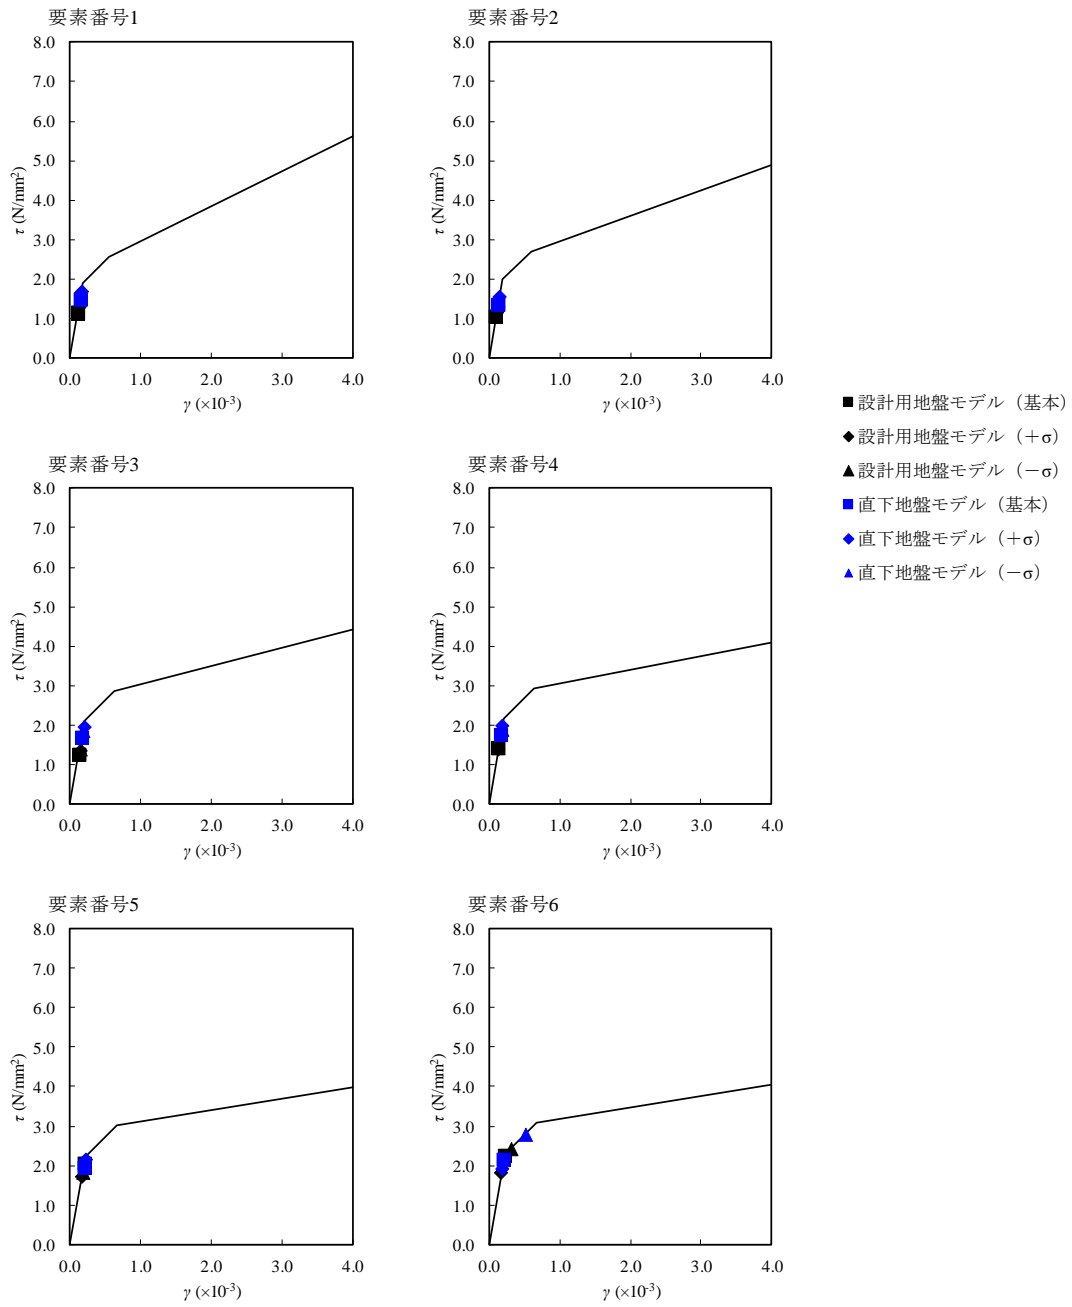 要素番号1
8.0
7.0
6.0
5.0
4.0
3.0
2.0
1.0
0.0
τ (N/mm²)
0.0 1.0 2.0 3.0 4.0
γ (×10⁻³)
要素番号2
8.0
7.0
6.0
5.0
4.0
3.0
2.0
1.0
0.0
τ (N/mm²)
0.0 1.0 2.0 3.0 4.0
γ (×10⁻³)
設計用地盤モデル（基本）
設計用地盤モデル（＋σ）
設計用地盤モデル（－σ）
直下地盤モデル（基本）
直下地盤モデル（＋σ）
直下地盤モデル（－σ）
要素番号3
8.0
7.0
6.0
5.0
4.0
3.0
2.0
1.0
0.0
τ (N/mm²)
0.0 1.0 2.0 3.0 4.0
γ (×10⁻³)
要素番号4
8.0
7.0
6.0
5.0
4.0
3.0
2.0
1.0
0.0
τ (N/mm²)
0.0 1.0 2.0 3.0 4.0
γ (×10⁻³)
要素番号5
8.0
7.0
6.0
5.0
4.0
3.0
2.0
1.0
0.0
τ (N/mm²)
0.0 1.0 2.0 3.0 4.0
γ (×10⁻³)
要素番号6
8.0
7.0
6.0
5.0
4.0
3.0
2.0
1.0
0.0
τ (N/mm²)
0.0 1.0 2.0 3.0 4.0
γ (×10⁻³)